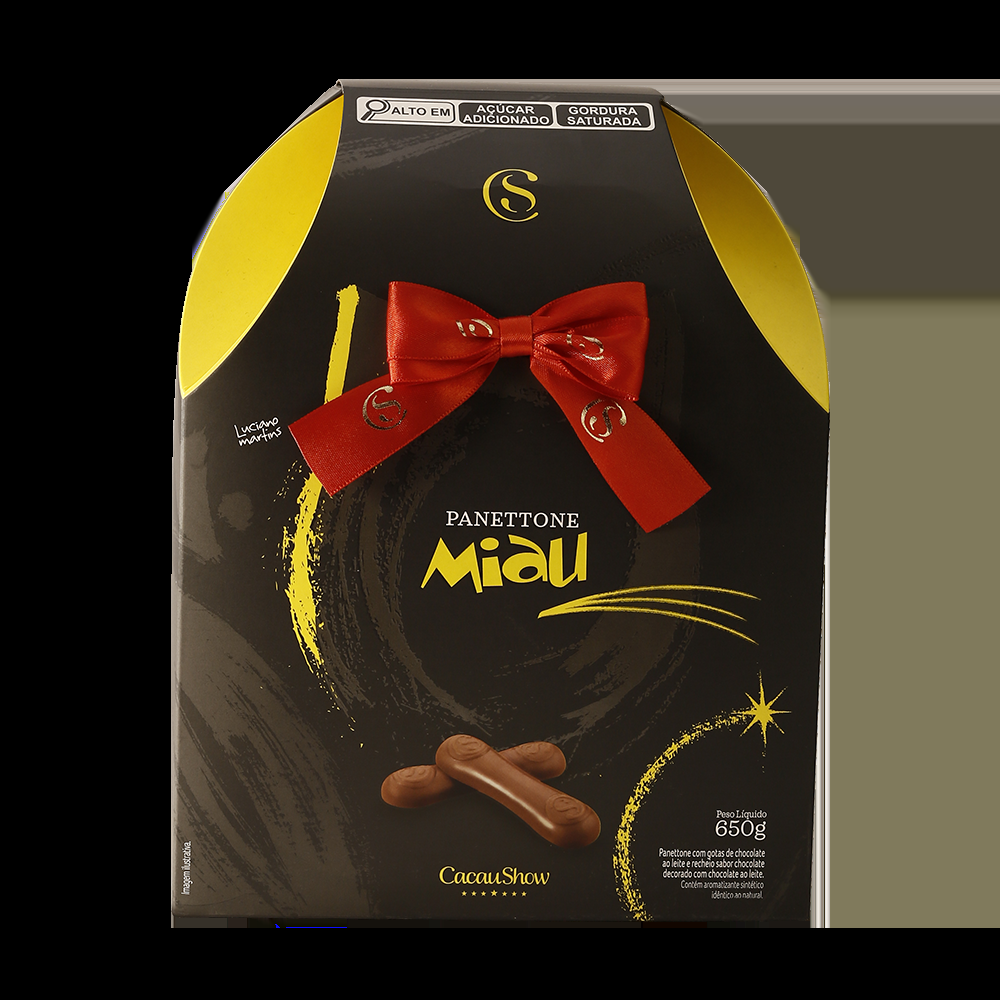 ALTO EM
AÇÚCAR
ADICIONADO
GORDURA
SATURADA
CS
Luciano
martins
PANETTONE
Miau
Peso Líquido
650g
Panettone com gotas de chocolate
ao leite e recheio sabor chocolate
decorado com chocolate ao leite.
Contém aromatizante sintético
idêntico ao natural.
Imagem ilustrativa.
CacauShow